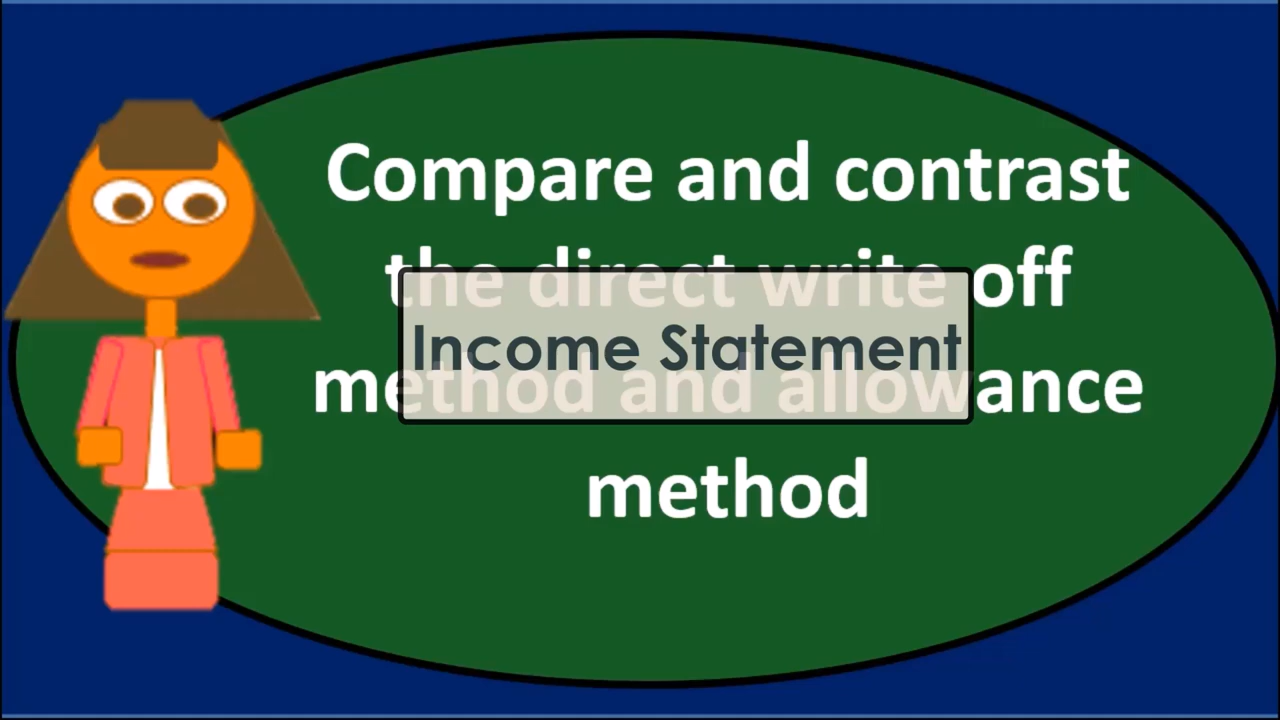 Compare and contrast
the direct write off
Income Statement
method and allowance
method